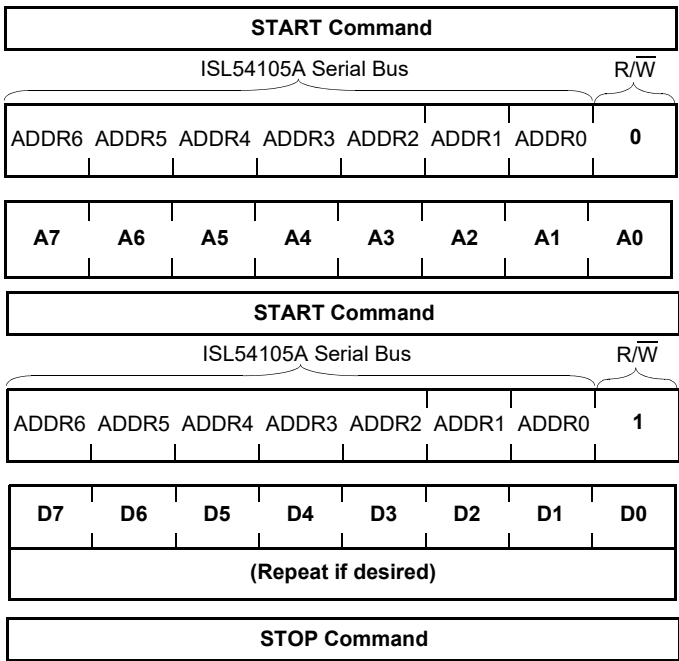 START Command
ISL54105A Serial Bus R/W̅
ADDR6 ADDR5 ADDR4 ADDR3 ADDR2 ADDR1 ADDR0 0
A7 A6 A5 A4 A3 A2 A1 A0
START Command
ISL54105A Serial Bus R/W̅
ADDR6 ADDR5 ADDR4 ADDR3 ADDR2 ADDR1 ADDR0 1
D7 D6 D5 D4 D3 D2 D1 D0
(Repeat if desired)
STOP Command